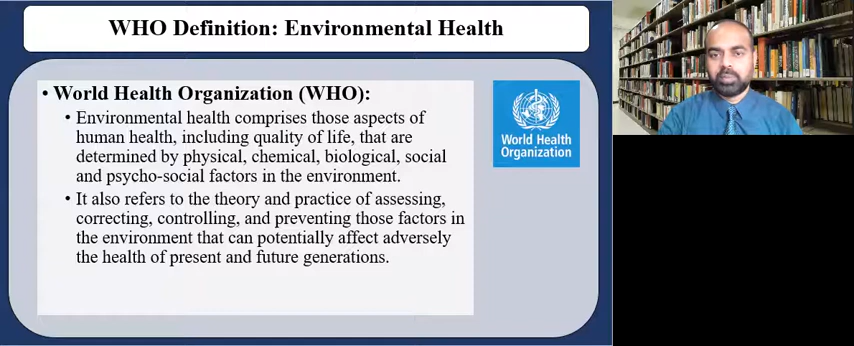 WHO Definition: Environmental Health
• World Health Organization (WHO):
• Environmental health comprises those aspects of
human health, including quality of life, that are
determined by physical, chemical, biological, social
and psycho-social factors in the environment.
• It also refers to the theory and practice of assessing,
correcting, controlling, and preventing those factors in
the environment that can potentially affect adversely
the health of present and future generations.
World Health
Organization